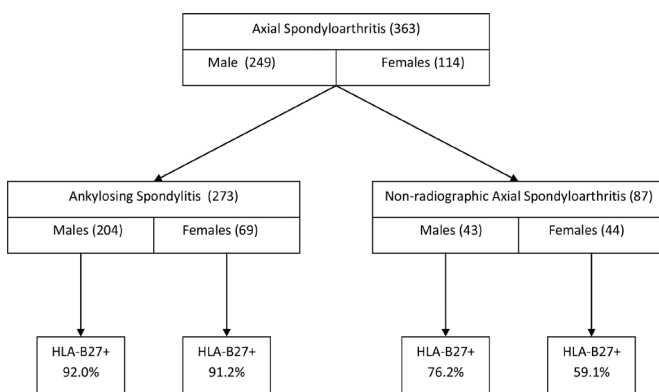 Axial Spondyloarthritis (363)
Male (249) Females (114)
Ankylosing Spondylitis (273)
Males (204) Females (69)
Non-radiographic Axial Spondyloarthritis (87)
Males (43) Females (44)
HLA-B27+
92.0%
HLA-B27+
91.2%
HLA-B27+
76.2%
HLA-B27+
59.1%